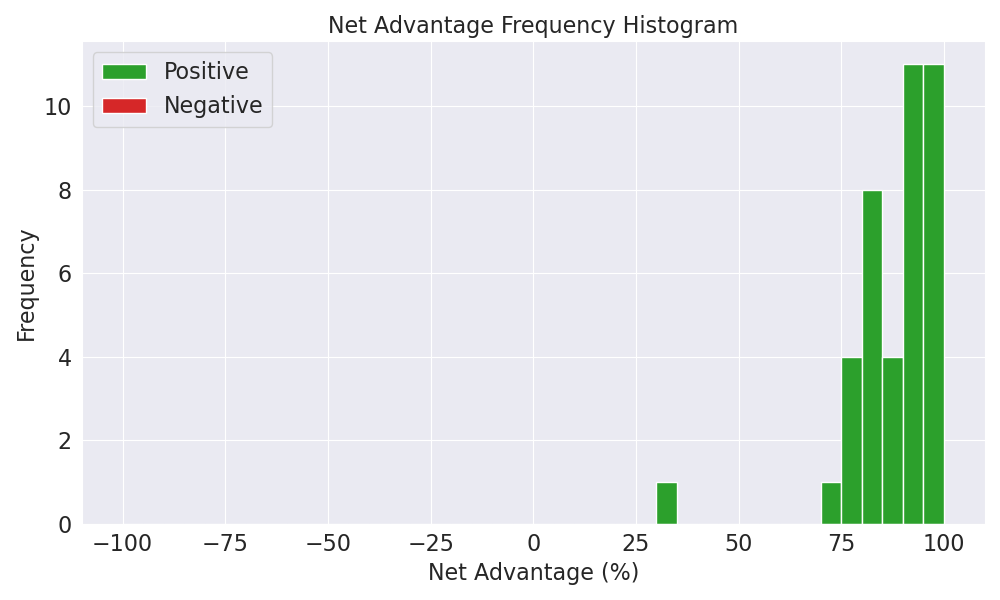 Net Advantage Frequency Histogram
Positive
Negative
10
8
6
4
2
0
−100 −75 −50 −25 0 25 50 75 100
Net Advantage (%)
Frequency